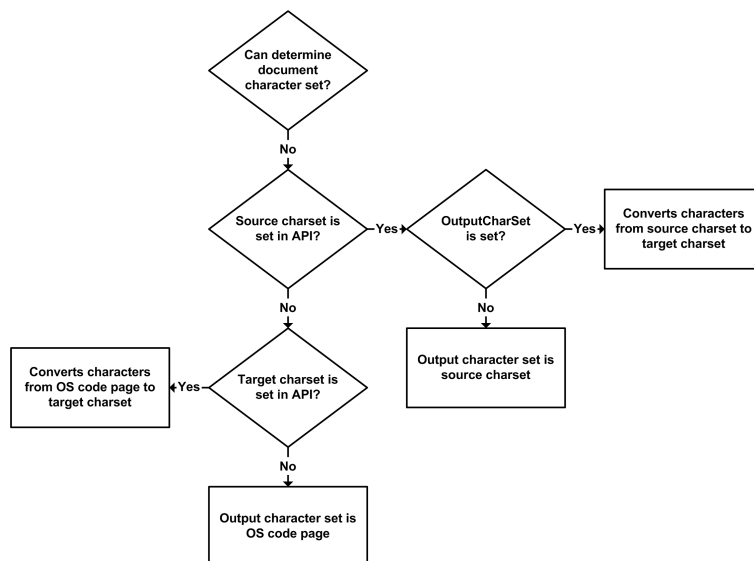 Can determine
document
character set?
No
Source charset is
set in API?
Yes
OutputCharSet
is set?
Yes
Converts characters
from source charset to
target charset
No
No
Output character set is
source charset
Converts characters
from OS code page to
target charset
Yes
Target charset is
set in API?
No
Output character set is
OS code page